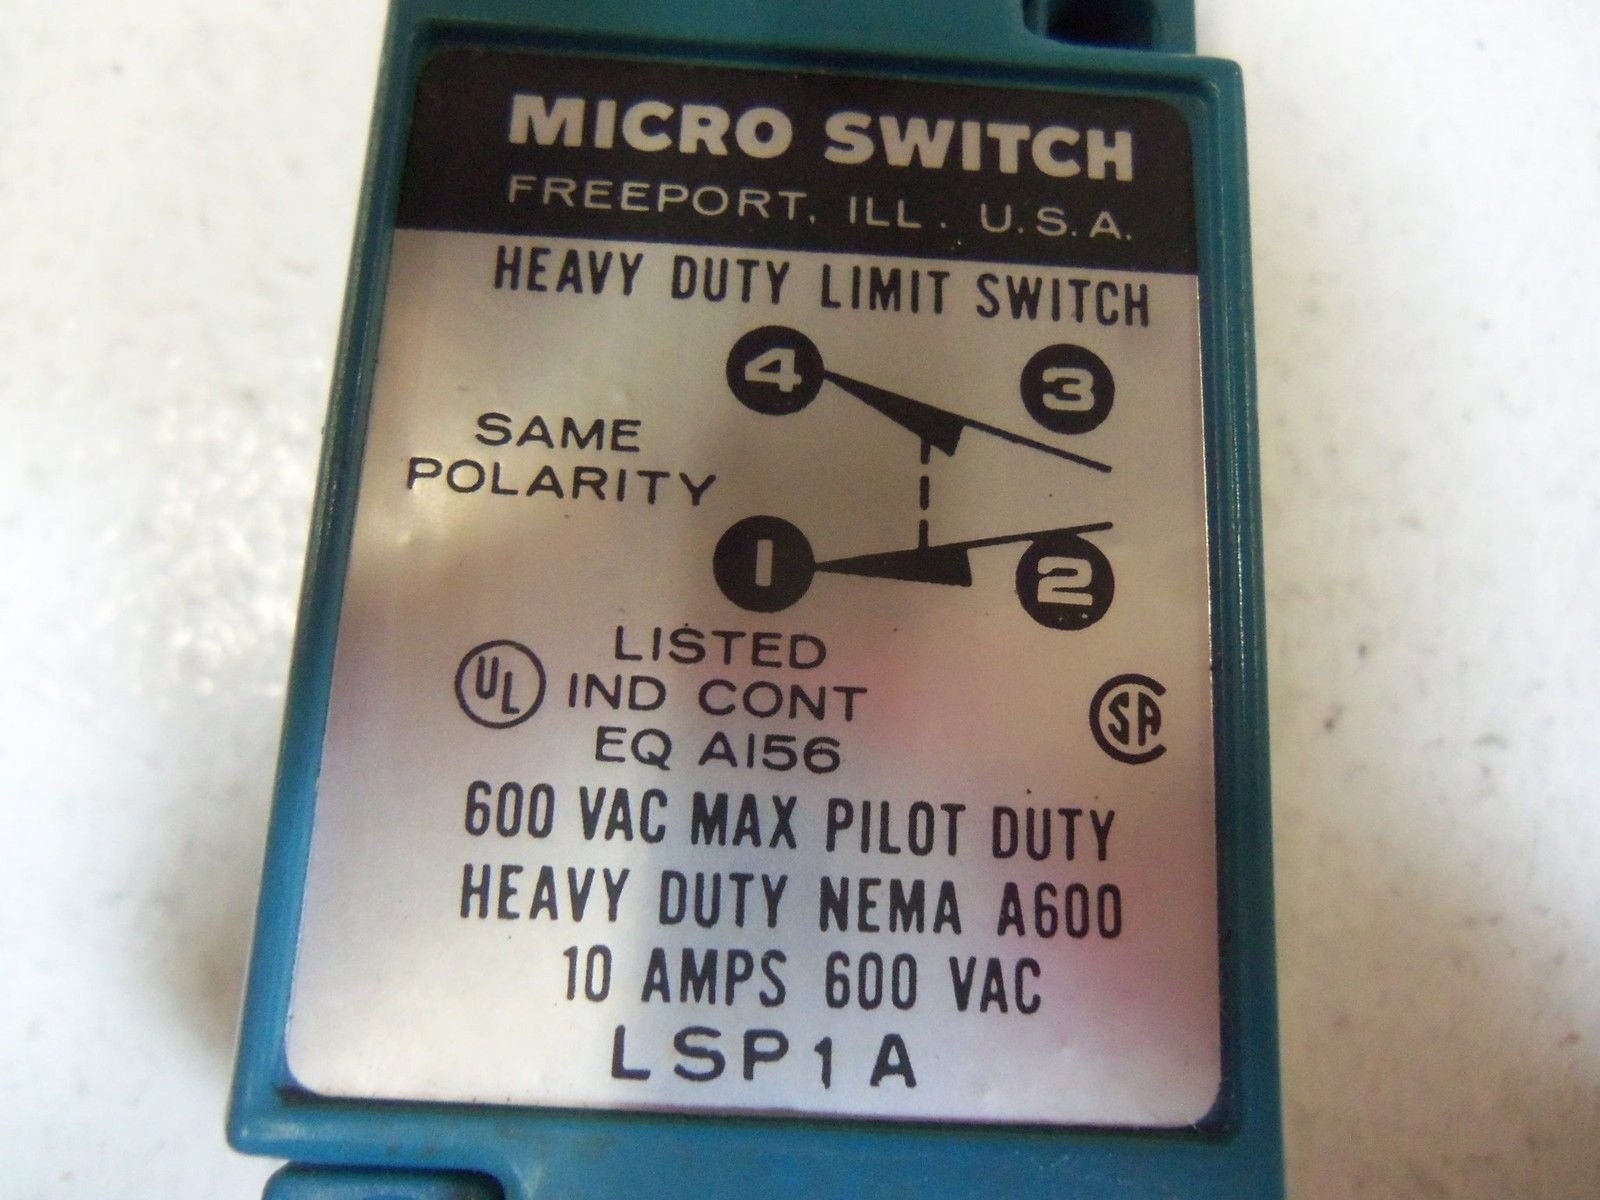 MICRO SWITCH
FREEPORT, ILL. U.S.A.
HEAVY DUTY LIMIT SWITCH
4 3
SAME
POLARITY
1 2
UL LISTED
IND CONT
EQ A156
SA
600 VAC MAX PILOT DUTY
HEAVY DUTY NEMA A600
10 AMPS 600 VAC
LSP1A